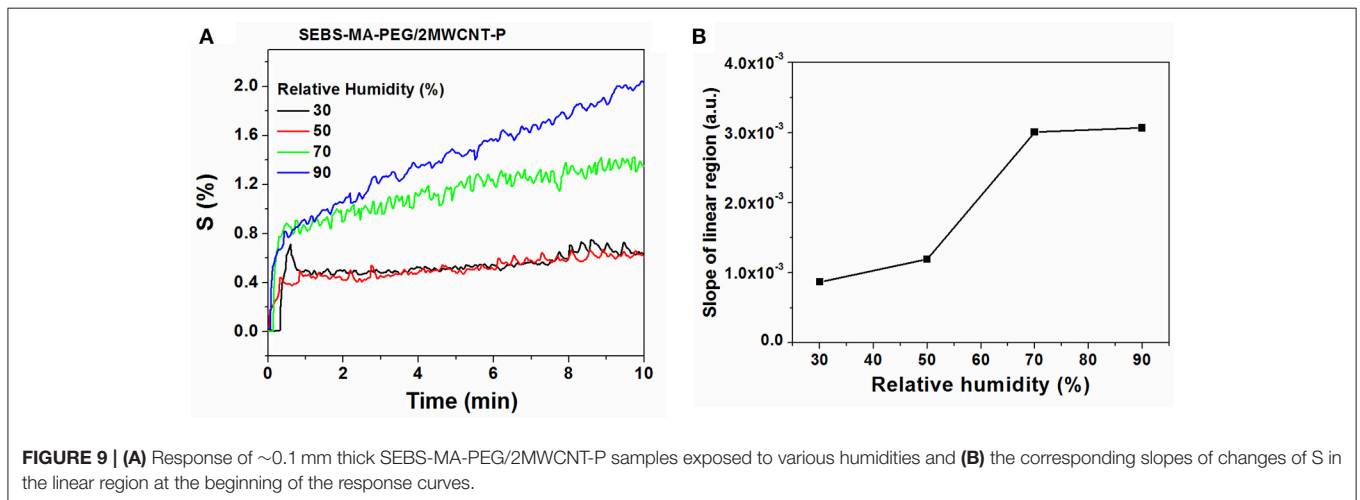 A
SEBS-MA-PEG/2MWCNT-P
Relative Humidity (%)
30
50
70
90
2.0
1.6
1.2
0.8
0.4
0.0
S (%)
0 2 4 6 8 10
Time (min)
B
4.0x10⁻³
3.0x10⁻³
2.0x10⁻³
1.0x10⁻³
0.0
Slope of linear region (a.u.)
30 40 50 60 70 80 90
Relative humidity (%)
FIGURE 9 | (A) Response of ∼0.1 mm thick SEBS-MA-PEG/2MWCNT-P samples exposed to various humidities and (B) the corresponding slopes of changes of S in
the linear region at the beginning of the response curves.